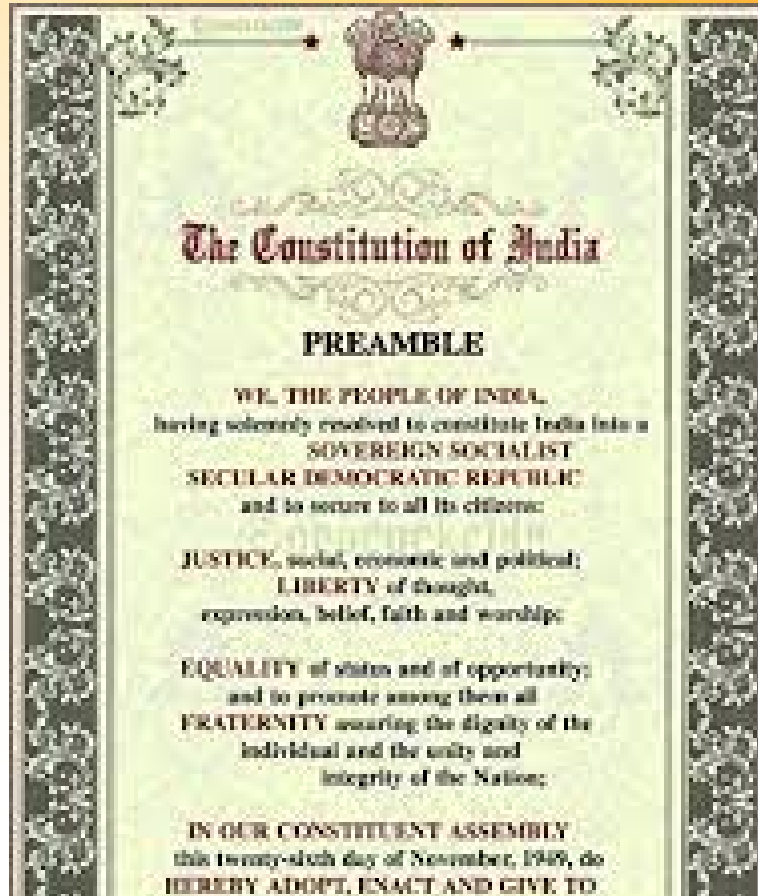 The Constitution of India
PREAMBLE
WE, THE PEOPLE OF INDIA,
having solemnly resolved to constitute India into a
SOVEREIGN SOCIALIST
SECULAR DEMOCRATIC REPUBLIC
and to secure to all its citizens:
JUSTICE, social, economic and political;
LIBERTY of thought,
expression, belief, faith and worship;
EQUALITY of status and of opportunity;
and to promote among them all
FRATERNITY assuring the dignity of the
individual and the unity and
integrity of the Nation;
IN OUR CONSTITUENT ASSEMBLY
this twenty-sixth day of November, 1949, do
HEREBY ADOPT, ENACT AND GIVE TO